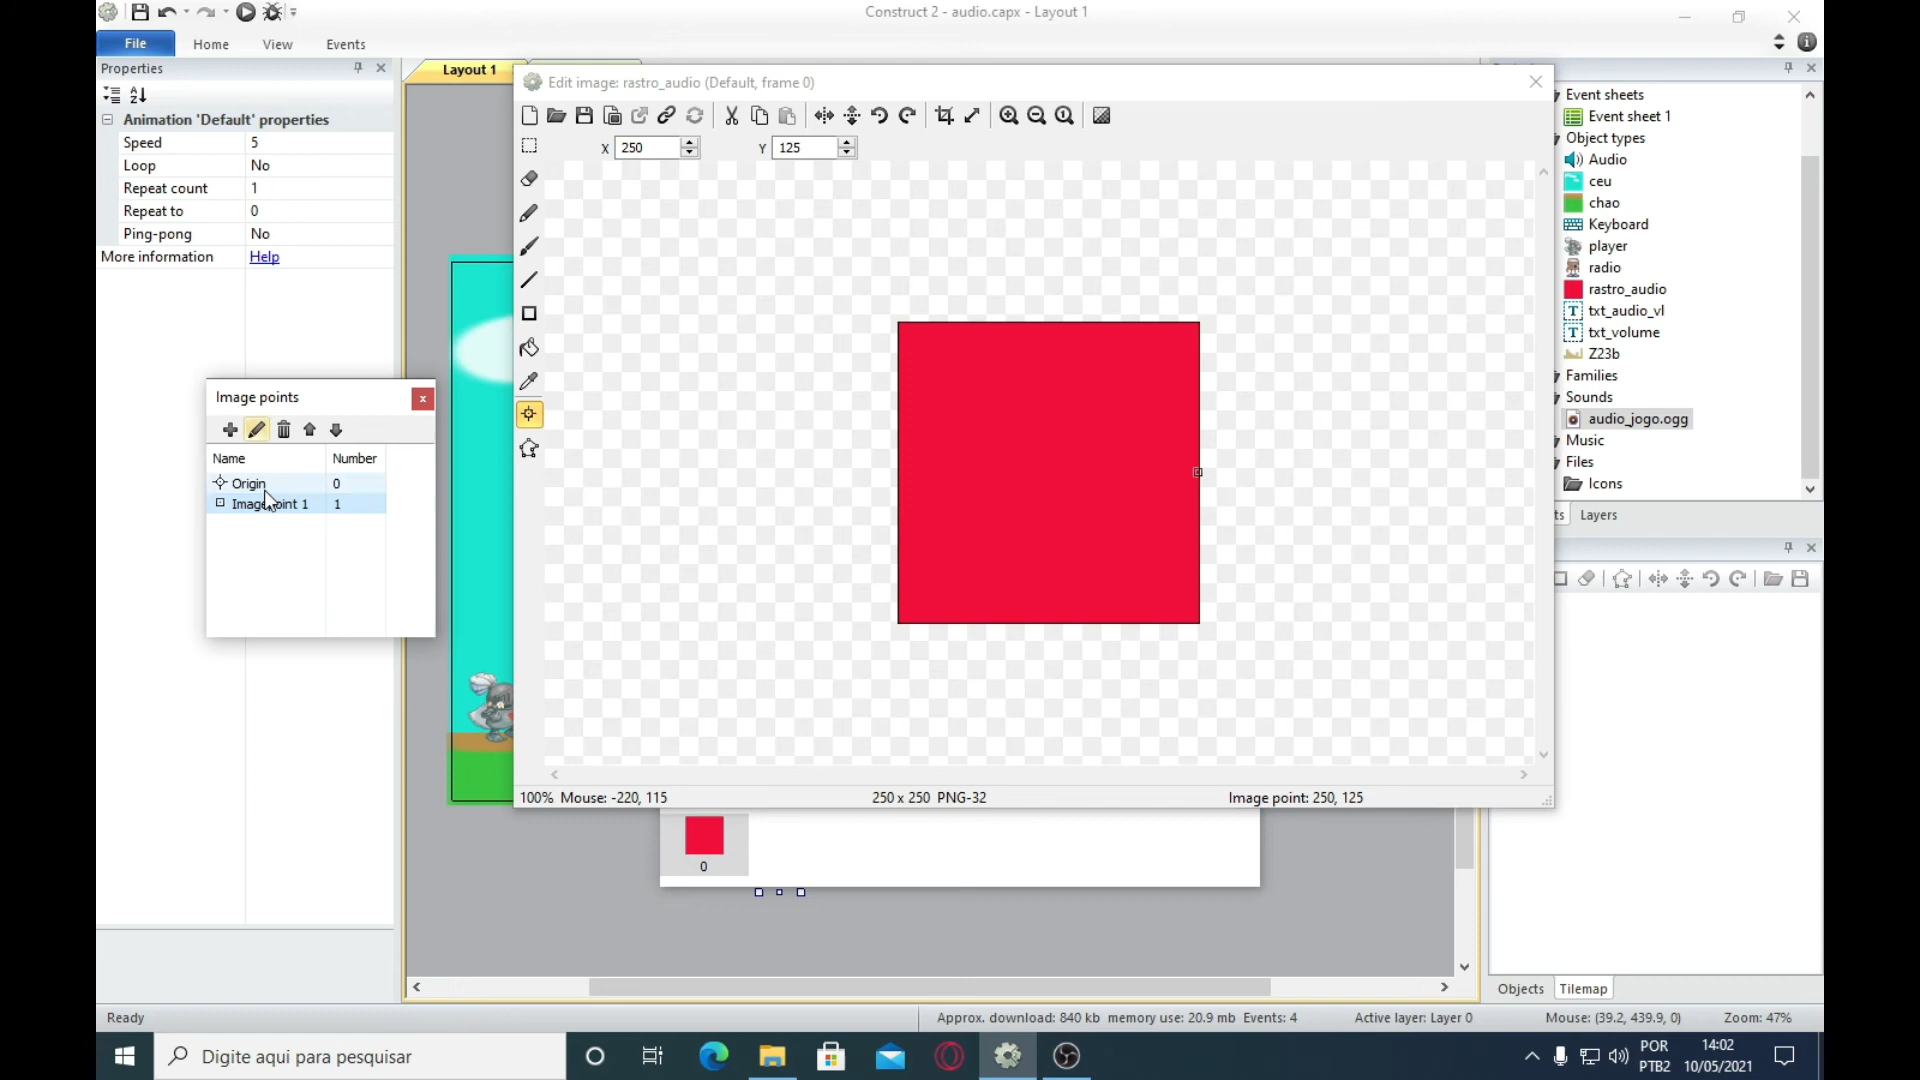 Construct 2 - audio.capx - Layout 1
File Home View Events
Properties
Animation 'Default' properties
Speed 5
Loop No
Repeat count 1
Repeat to 0
Ping-pong No
More information Help
Layout 1
Edit image: rastro_audio (Default, frame 0)
X 250 Y 125
Image points
Name Number
Origin 0
Image point 1 1
100% Mouse: -220, 115
250 x 250 PNG-32
Image point: 250, 125
0
Event sheets
Event sheet 1
Object types
Audio
ceu
chao
Keyboard
player
radio
rastro_audio
txt_audio_vl
txt_volume
Z23b
Families
Sounds
audio_jogo.ogg
Music
Files
Icons
ts Layers
Objects Tilemap
Ready
Approx. download: 840 kb memory use: 20.9 mb Events: 4
Active layer: Layer 0
Mouse: (39.2, 439.9, 0)
Zoom: 47%
Digite aqui para pesquisar
POR
PTB2
14:02
10/05/2021